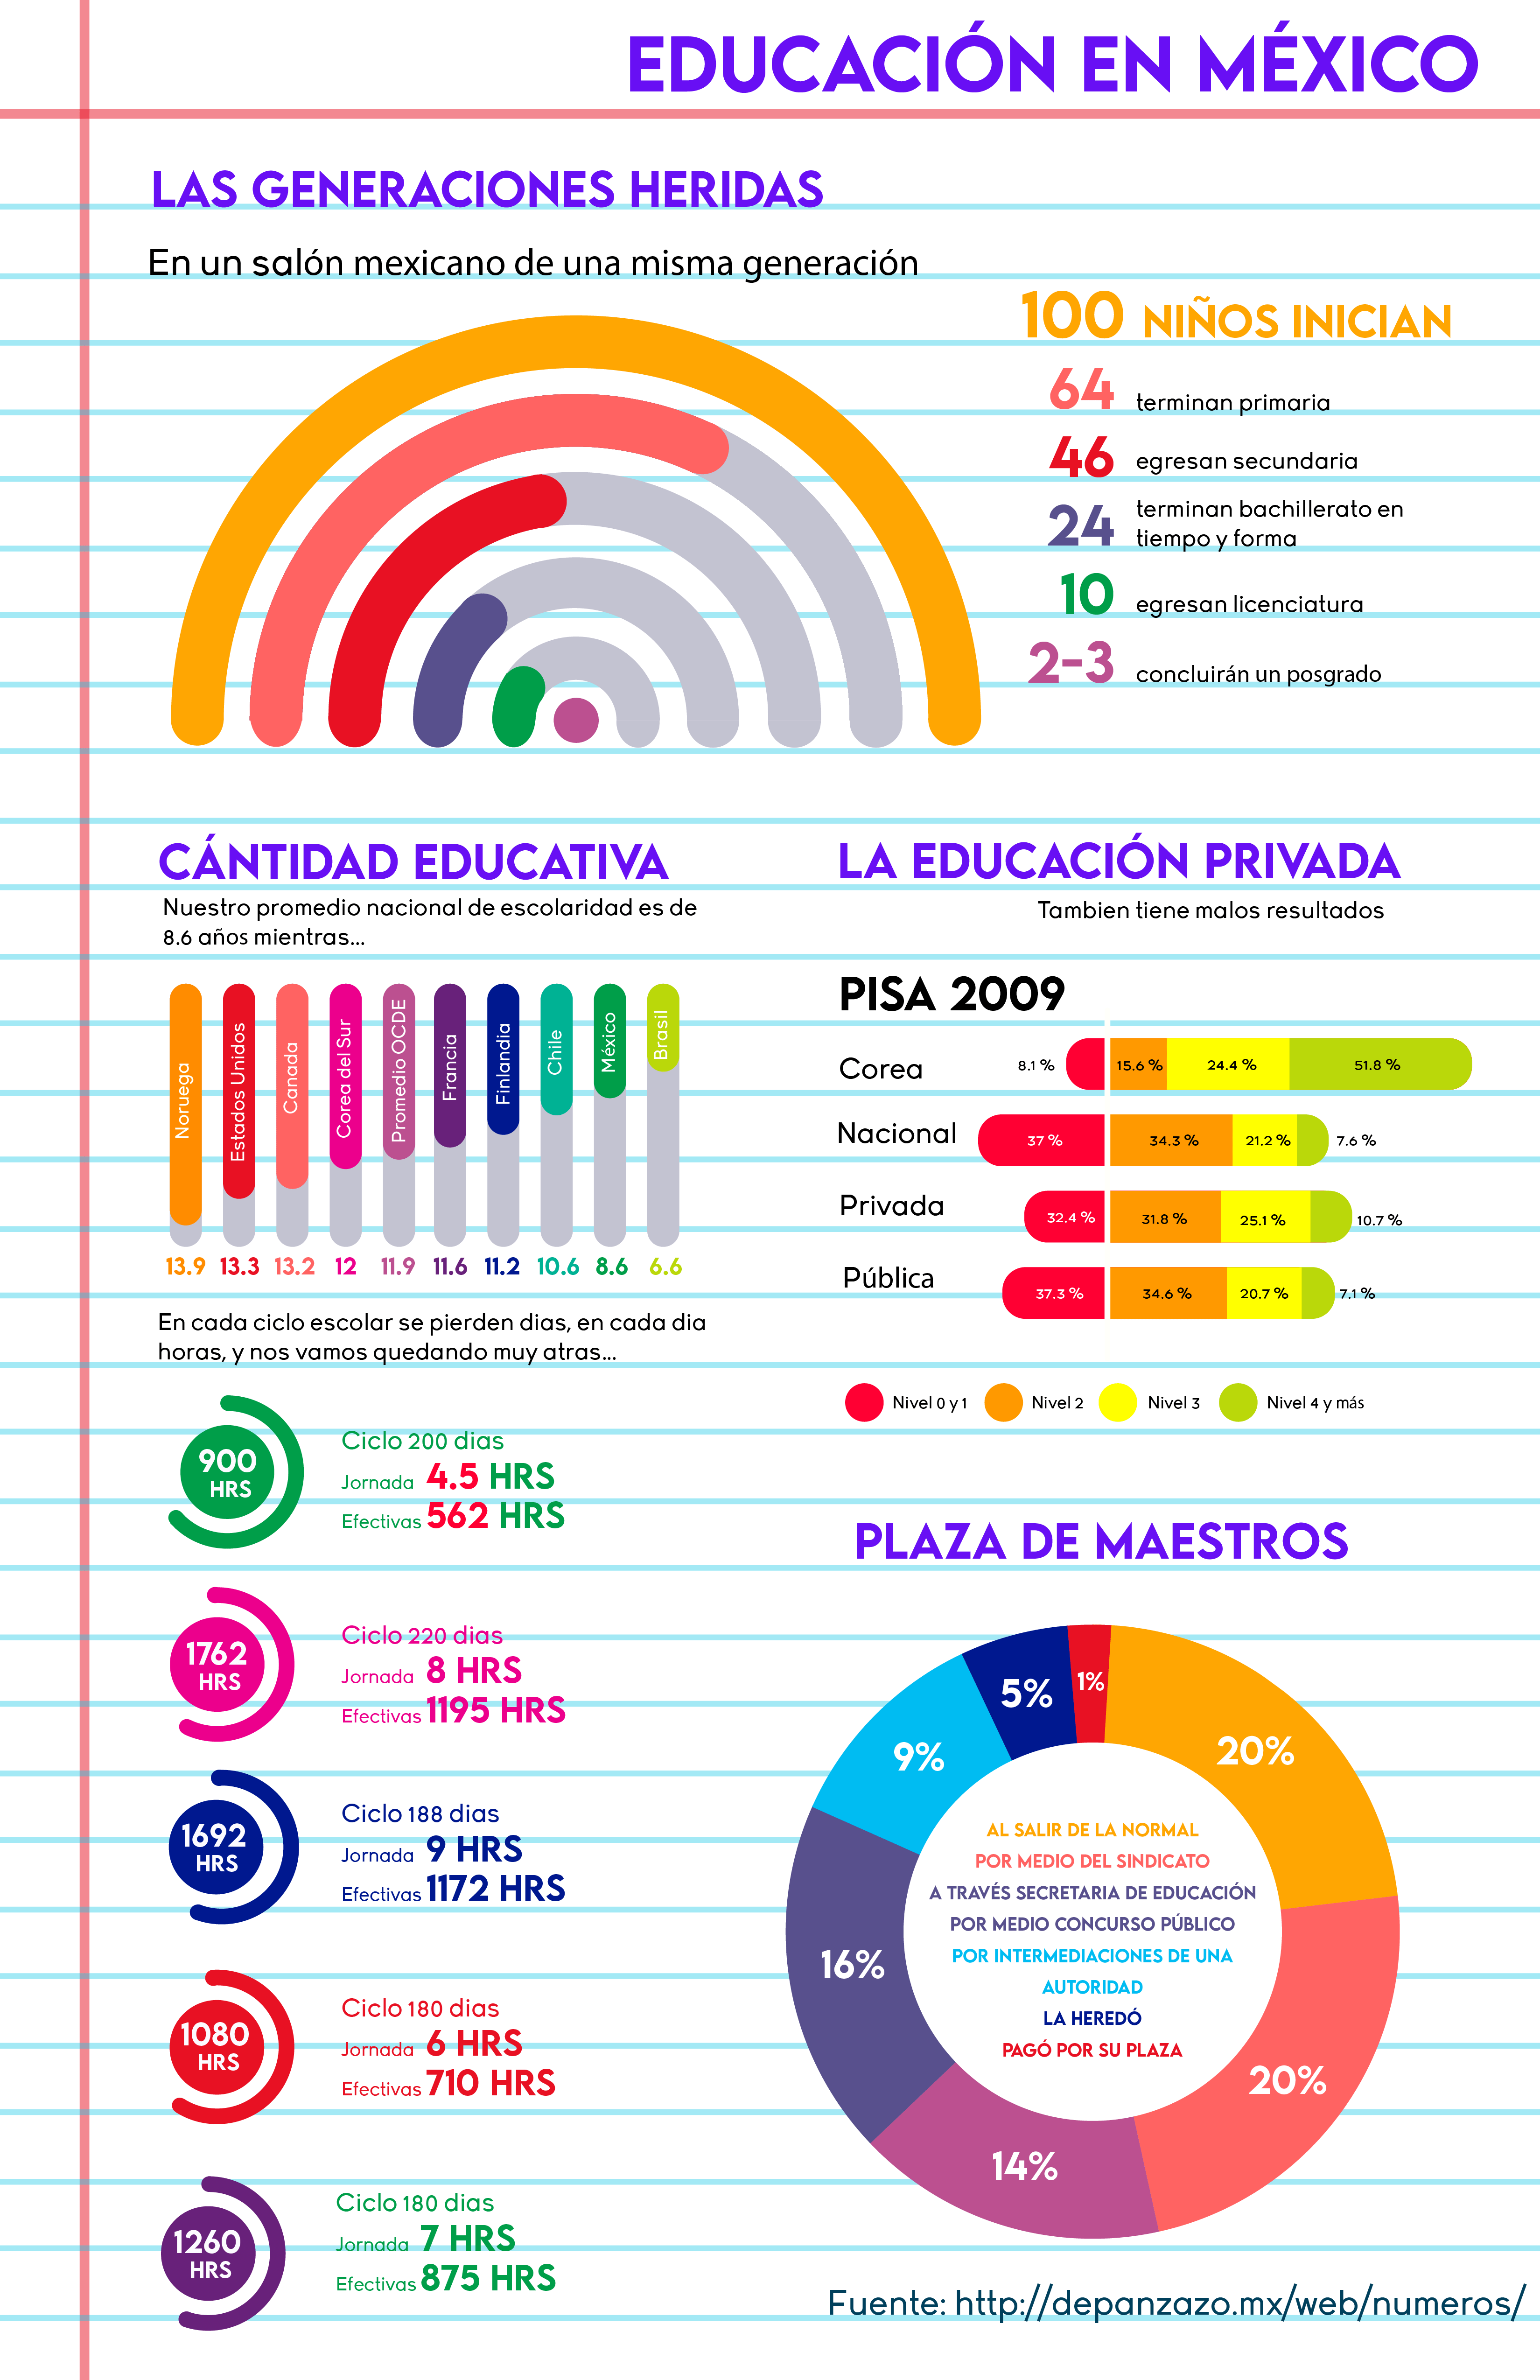 EDUCACIÓN EN MÉXICO
LAS GENERACIONES HERIDAS
En un salón mexicano de una misma generación
100 NIÑOS INICIAN
64 terminan primaria
46 egresan secundaria
24 terminan bachillerato en
tiempo y forma
10 egresan licenciatura
2-3 concluirán un posgrado
CÁNTIDAD EDUCATIVA
Nuestro promedio nacional de escolaridad es de
8.6 años mientras...
Noruega
Estados Unidos
Canada
Corea del Sur
Promedio OCDE
Francia
Finlandia
Chile
México
Brasil
13.9 13.3 13.2 12 11.9 11.6 11.2 10.6 8.6 6.6
En cada ciclo escolar se pierden dias, en cada dia
horas, y nos vamos quedando muy atras...
900
HRS
Ciclo 200 dias
Jornada 4.5 HRS
Efectivas 562 HRS
1762
HRS
Ciclo 220 dias
Jornada 8 HRS
Efectivas 1195 HRS
1692
HRS
Ciclo 188 dias
Jornada 9 HRS
Efectivas 1172 HRS
1080
HRS
Ciclo 180 dias
Jornada 6 HRS
Efectivas 710 HRS
1260
HRS
Ciclo 180 dias
Jornada 7 HRS
Efectivas 875 HRS
LA EDUCACIÓN PRIVADA
Tambien tiene malos resultados
PISA 2009
Corea 8.1 % 15.6 % 24.4 % 51.8 %
Nacional 37 % 34.3 % 21.2 % 7.6 %
Privada 32.4 % 31.8 % 25.1 % 10.7 %
Pública 37.3 % 34.6 % 20.7 % 7.1 %
Nivel 0 y 1 Nivel 2 Nivel 3 Nivel 4 y más
PLAZA DE MAESTROS
1%
5%
20%
9%
16%
20%
14%
AL SALIR DE LA NORMAL
POR MEDIO DEL SINDICATO
A TRAVÉS SECRETARIA DE EDUCACIÓN
POR MEDIO CONCURSO PÚBLICO
POR INTERMEDIACIONES DE UNA
AUTORIDAD
LA HEREDÓ
PAGÓ POR SU PLAZA
Fuente: http://depanzazo.mx/web/numeros/